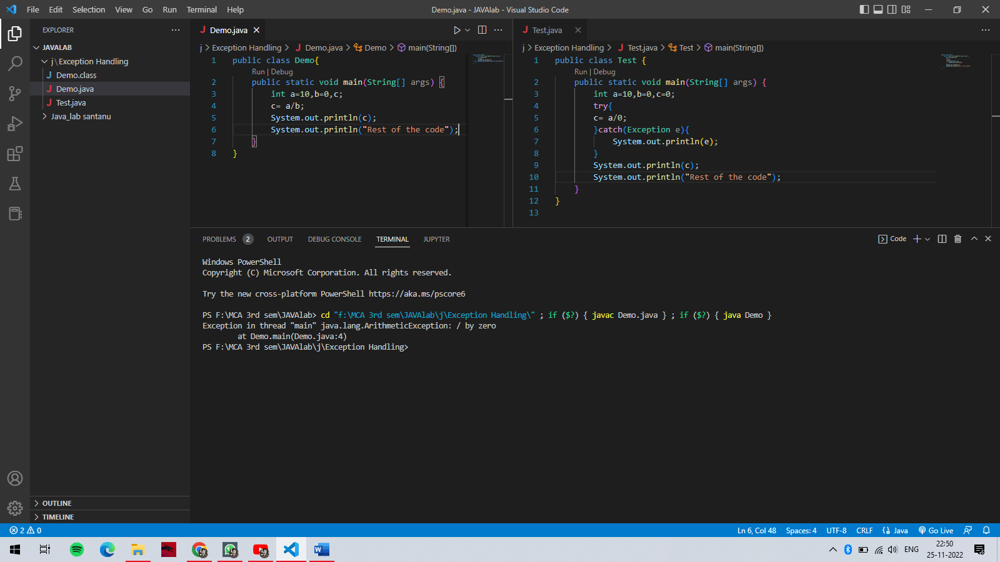 File Edit Selection View Go Run Terminal Help
Demo.java - JAVAlab - Visual Studio Code
EXPLORER
JAVALAB
j\Exception Handling
Demo.class
Demo.java
Test.java
Java_lab santanu
OUTLINE
TIMELINE
Demo.java
j > Exception Handling > Demo.java > Demo > main(String[])
1 public class Demo{
Run | Debug
2 public static void main(String[] args) {
3 int a=10,b=0,c;
4 c= a/b;
5 System.out.println(c);
6 System.out.println("Rest of the code");
7 }
8 }
Test.java
j > Exception Handling > Test.java > Test > main(String[])
1 public class Test {
Run | Debug
2 public static void main(String[] args) {
3 int a=10,b=0,c=0;
4 try{
5 c= a/0;
6 }catch(Exception e){
7 System.out.println(e);
8 }
9 System.out.println(c);
10 System.out.println("Rest of the code");
11 }
12 }
13
PROBLEMS 2 OUTPUT DEBUG CONSOLE TERMINAL JUPYTER
Code
Windows PowerShell
Copyright (C) Microsoft Corporation. All rights reserved.
Try the new cross-platform PowerShell https://aka.ms/pscore6
PS F:\MCA 3rd sem\JAVAlab> cd "f:\MCA 3rd sem\JAVAlab\j\Exception Handling\" ; if ($?) { javac Demo.java } ; if ($?) { java Demo }
Exception in thread "main" java.lang.ArithmeticException: / by zero
at Demo.main(Demo.java:4)
PS F:\MCA 3rd sem\JAVAlab\j\Exception Handling>
2 0
Ln 6, Col 48 Spaces: 4 UTF-8 CRLF {} Java Go Live
ENG
22:50
25-11-2022